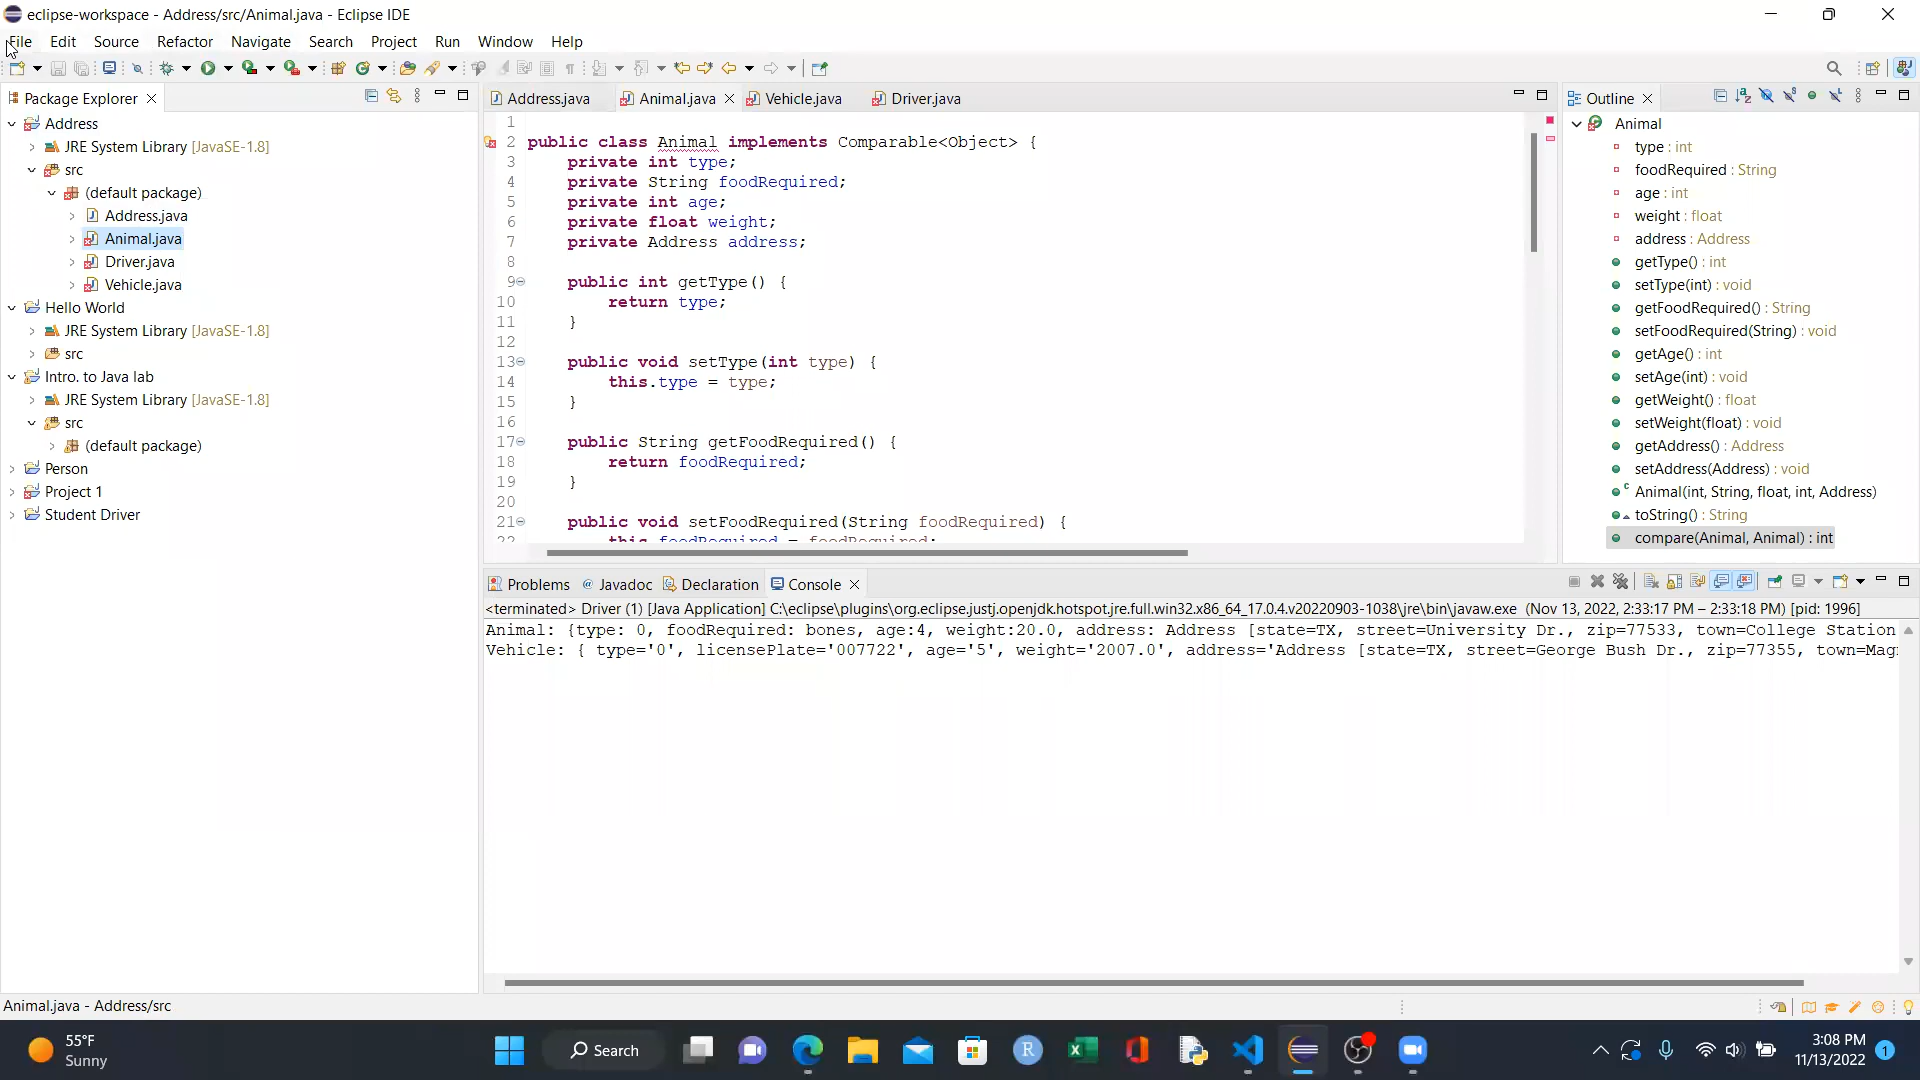 eclipse-workspace - Address/src/Animal.java - Eclipse IDE
File Edit Source Refactor Navigate Search Project Run Window Help
Package Explorer
Address
JRE System Library [JavaSE-1.8]
src
(default package)
Address.java
Animal.java
Driver.java
Vehicle.java
Hello World
JRE System Library [JavaSE-1.8]
src
Intro. to Java lab
JRE System Library [JavaSE-1.8]
src
(default package)
Person
Project 1
Student Driver
Address.java Animal.java Vehicle.java Driver.java
1
2 public class Animal implements Comparable<Object> {
3 private int type;
4 private String foodRequired;
5 private int age;
6 private float weight;
7 private Address address;
8
9 public int getType() {
10 return type;
11 }
12
13 public void setType(int type) {
14 this.type = type;
15 }
16
17 public String getFoodRequired() {
18 return foodRequired;
19 }
20
21 public void setFoodRequired(String foodRequired) {
22 this.foodRequired = foodRequired;
Outline
Animal
type : int
foodRequired : String
age : int
weight : float
address : Address
getType() : int
setType(int) : void
getFoodRequired() : String
setFoodRequired(String) : void
getAge() : int
setAge(int) : void
getWeight() : float
setWeight(float) : void
getAddress() : Address
setAddress(Address) : void
Animal(int, String, float, int, Address)
toString() : String
compare(Animal, Animal) : int
Problems Javadoc Declaration Console
<terminated> Driver (1) [Java Application] C:\eclipse\plugins\org.eclipse.justj.openjdk.hotspot.jre.full.win32.x86_64_17.0.4.v20220903-1038\jre\bin\javaw.exe (Nov 13, 2022, 2:33:17 PM – 2:33:18 PM) [pid: 1996]
Animal: {type: 0, foodRequired: bones, age:4, weight:20.0, address: Address [state=TX, street=University Dr., zip=77533, town=College Station
Vehicle: { type='0', licensePlate='007722', age='5', weight='2007.0', address='Address [state=TX, street=George Bush Dr., zip=77355, town=Mag
Animal.java - Address/src
55°F
Sunny
Search
3:08 PM
11/13/2022
1